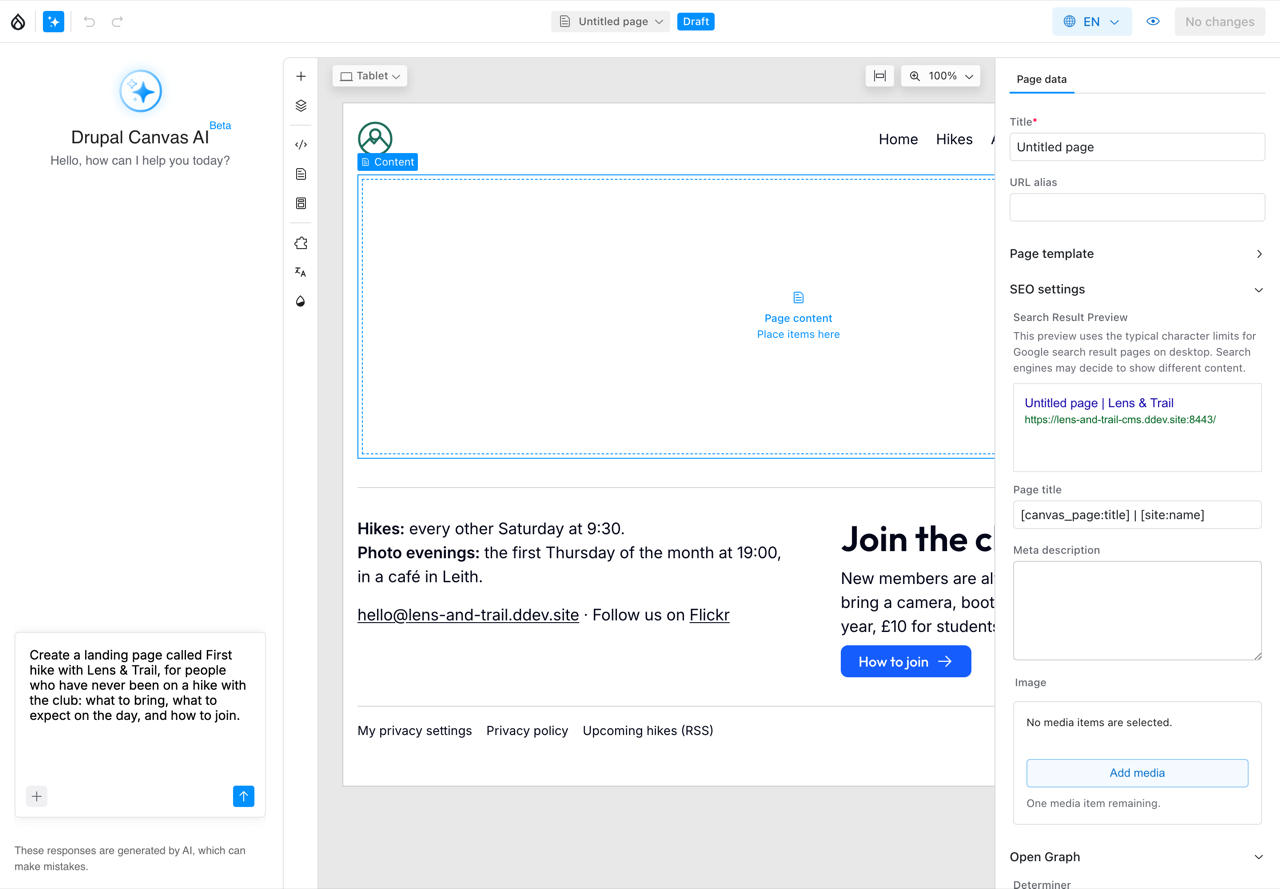 Untitled page
Draft
EN
No changes
Drupal Canvas AI
Beta
Hello, how can I help you today?
Create a landing page called First
hike with Lens & Trail, for people
who have never been on a hike with
the club: what to bring, what to
expect on the day, and how to join.
These responses are generated by AI, which can
make mistakes.
Tablet
100%
Home
Hikes
Content
Page content
Place items here
Hikes: every other Saturday at 9:30.
Photo evenings: the first Thursday of the month at 19:00,
in a café in Leith.
hello@lens-and-trail.ddev.site · Follow us on Flickr
Join the c
New members are al
bring a camera, boot
year, £10 for students
How to join
My privacy settings
Privacy policy
Upcoming hikes (RSS)
Page data
Title*
Untitled page
URL alias
Page template
SEO settings
Search Result Preview
This preview uses the typical character limits for
Google search result pages on desktop. Search
engines may decide to show different content.
Untitled page | Lens & Trail
https://lens-and-trail-cms.ddev.site:8443/
Page title
[canvas_page:title] | [site:name]
Meta description
Image
No media items are selected.
Add media
One media item remaining.
Open Graph
Determiner